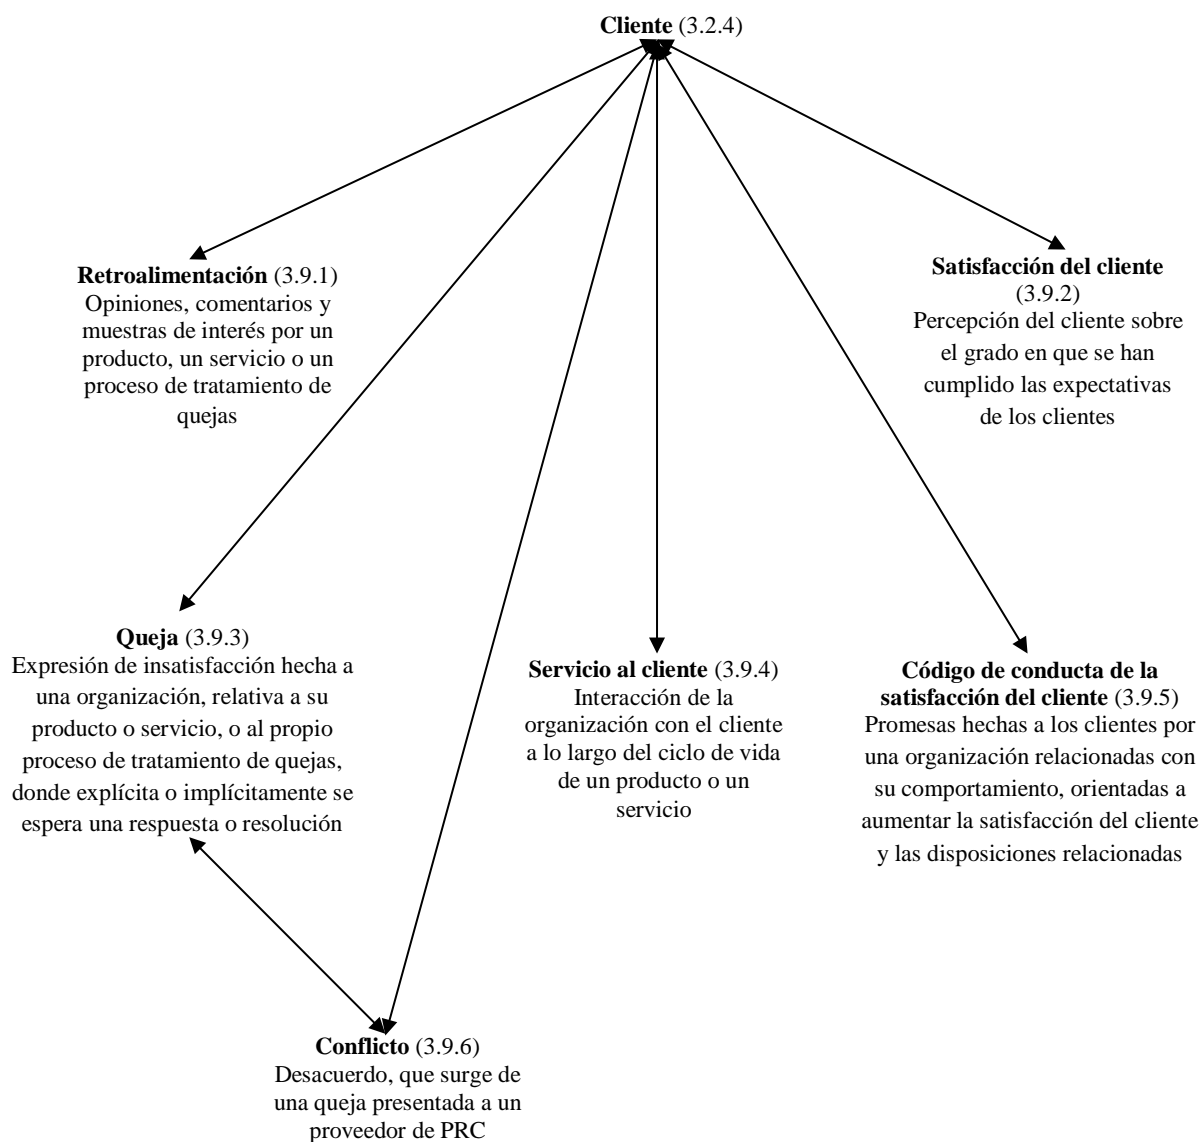 Cliente (3.2.4)
Retroalimentación (3.9.1)
Opiniones, comentarios y
muestras de interés por un
producto, un servicio o un
proceso de tratamiento de
quejas
Satisfacción del cliente
(3.9.2)
Percepción del cliente sobre
el grado en que se han
cumplido las expectativas
de los clientes
Queja (3.9.3)
Expresión de insatisfacción hecha a
una organización, relativa a su
producto o servicio, o al propio
proceso de tratamiento de quejas,
donde explícita o implícitamente se
espera una respuesta o resolución
Servicio al cliente (3.9.4)
Interacción de la
organización con el cliente
a lo largo del ciclo de vida
de un producto o un
servicio
Código de conducta de la
satisfacción del cliente (3.9.5)
Promesas hechas a los clientes por
una organización relacionadas con
su comportamiento, orientadas a
aumentar la satisfacción del cliente
y las disposiciones relacionadas
Conflicto (3.9.6)
Desacuerdo, que surge de
una queja presentada a un
proveedor de PRC